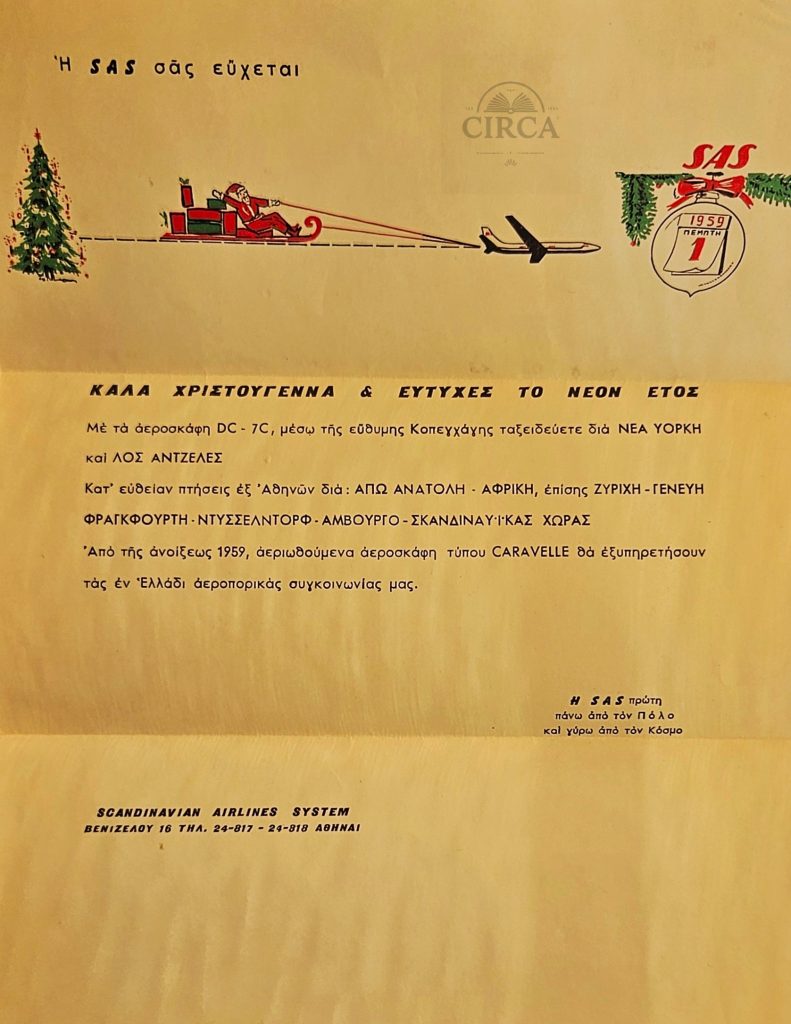 Ἡ SAS σᾶς εὔχεται
CIRCA
SAS
1959
ΠΕΜΠΤΗ
1
ΚΑΛΑ ΧΡΙΣΤΟΥΓΕΝΝΑ & ΕΥΤΥΧΕΣ ΤΟ ΝΕΟΝ ΕΤΟΣ
Μὲ τὰ ἀεροσκάφη DC - 7C, μέσῳ τῆς εὔθυμης Κοπεγχάγης ταξειδεύετε διὰ ΝΕΑ ΥΟΡΚΗ
καὶ ΛΟΣ ΑΝΤΖΕΛΕΣ
Κατ' εὐθείαν πτήσεις ἐξ Ἀθηνῶν διὰ: ΑΠΩ ΑΝΑΤΟΛΗ - ΑΦΡΙΚΗ, ἐπίσης ΖΥΡΙΧΗ - ΓΕΝΕΥΗ
ΦΡΑΓΚΦΟΥΡΤΗ - ΝΤΥΣΣΕΛΝΤΟΡΦ - ΑΜΒΟΥΡΓΟ - ΣΚΑΝΔΙΝΑΥ·Ι·ΚΑΣ ΧΩΡΑΣ
Ἀπὸ τῆς ἀνοίξεως 1959, ἀεριωθούμενα ἀεροσκάφη τύπου CARAVELLE θὰ ἐξυπηρετήσουν
τὰς ἐν Ἑλλάδι ἀεροπορικὰς συγκοινωνίας μας.
Η SAS πρώτη
πάνω ἀπὸ τὸν Πόλο
καὶ γύρω ἀπὸ τὸν Κόσμο
SCANDINAVIAN AIRLINES SYSTEM
ΒΕΝΙΖΕΛΟΥ 16 ΤΗΛ. 24-817 - 24-818 ΑΘΗΝΑΙ